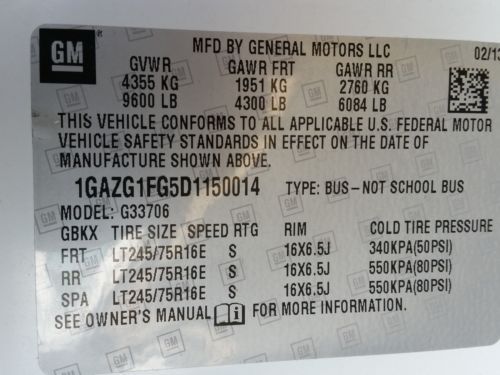 GM
MFD BY GENERAL MOTORS LLC 02/13
GVWR GAWR FRT GAWR RR
4355 KG 1951 KG 2760 KG
9600 LB 4300 LB 6084 LB
THIS VEHICLE CONFORMS TO ALL APPLICABLE U.S. FEDERAL MOTOR
VEHICLE SAFETY STANDARDS IN EFFECT ON THE DATE OF
MANUFACTURE SHOWN ABOVE.
1GAZG1FG5D1150014 TYPE: BUS-NOT SCHOOL BUS
MODEL: G33706
GBKX TIRE SIZE SPEED RTG RIM COLD TIRE PRESSURE
FRT LT245/75R16E S 16X6.5J 340KPA(50PSI)
RR LT245/75R16E S 16X6.5J 550KPA(80PSI)
SPA LT245/75R16E S 16X6.5J 550KPA(80PSI)
SEE OWNER'S MANUAL FOR MORE INFORMATION.